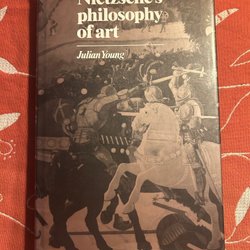 Nietzsche's
philosophy
of art
Julian Young